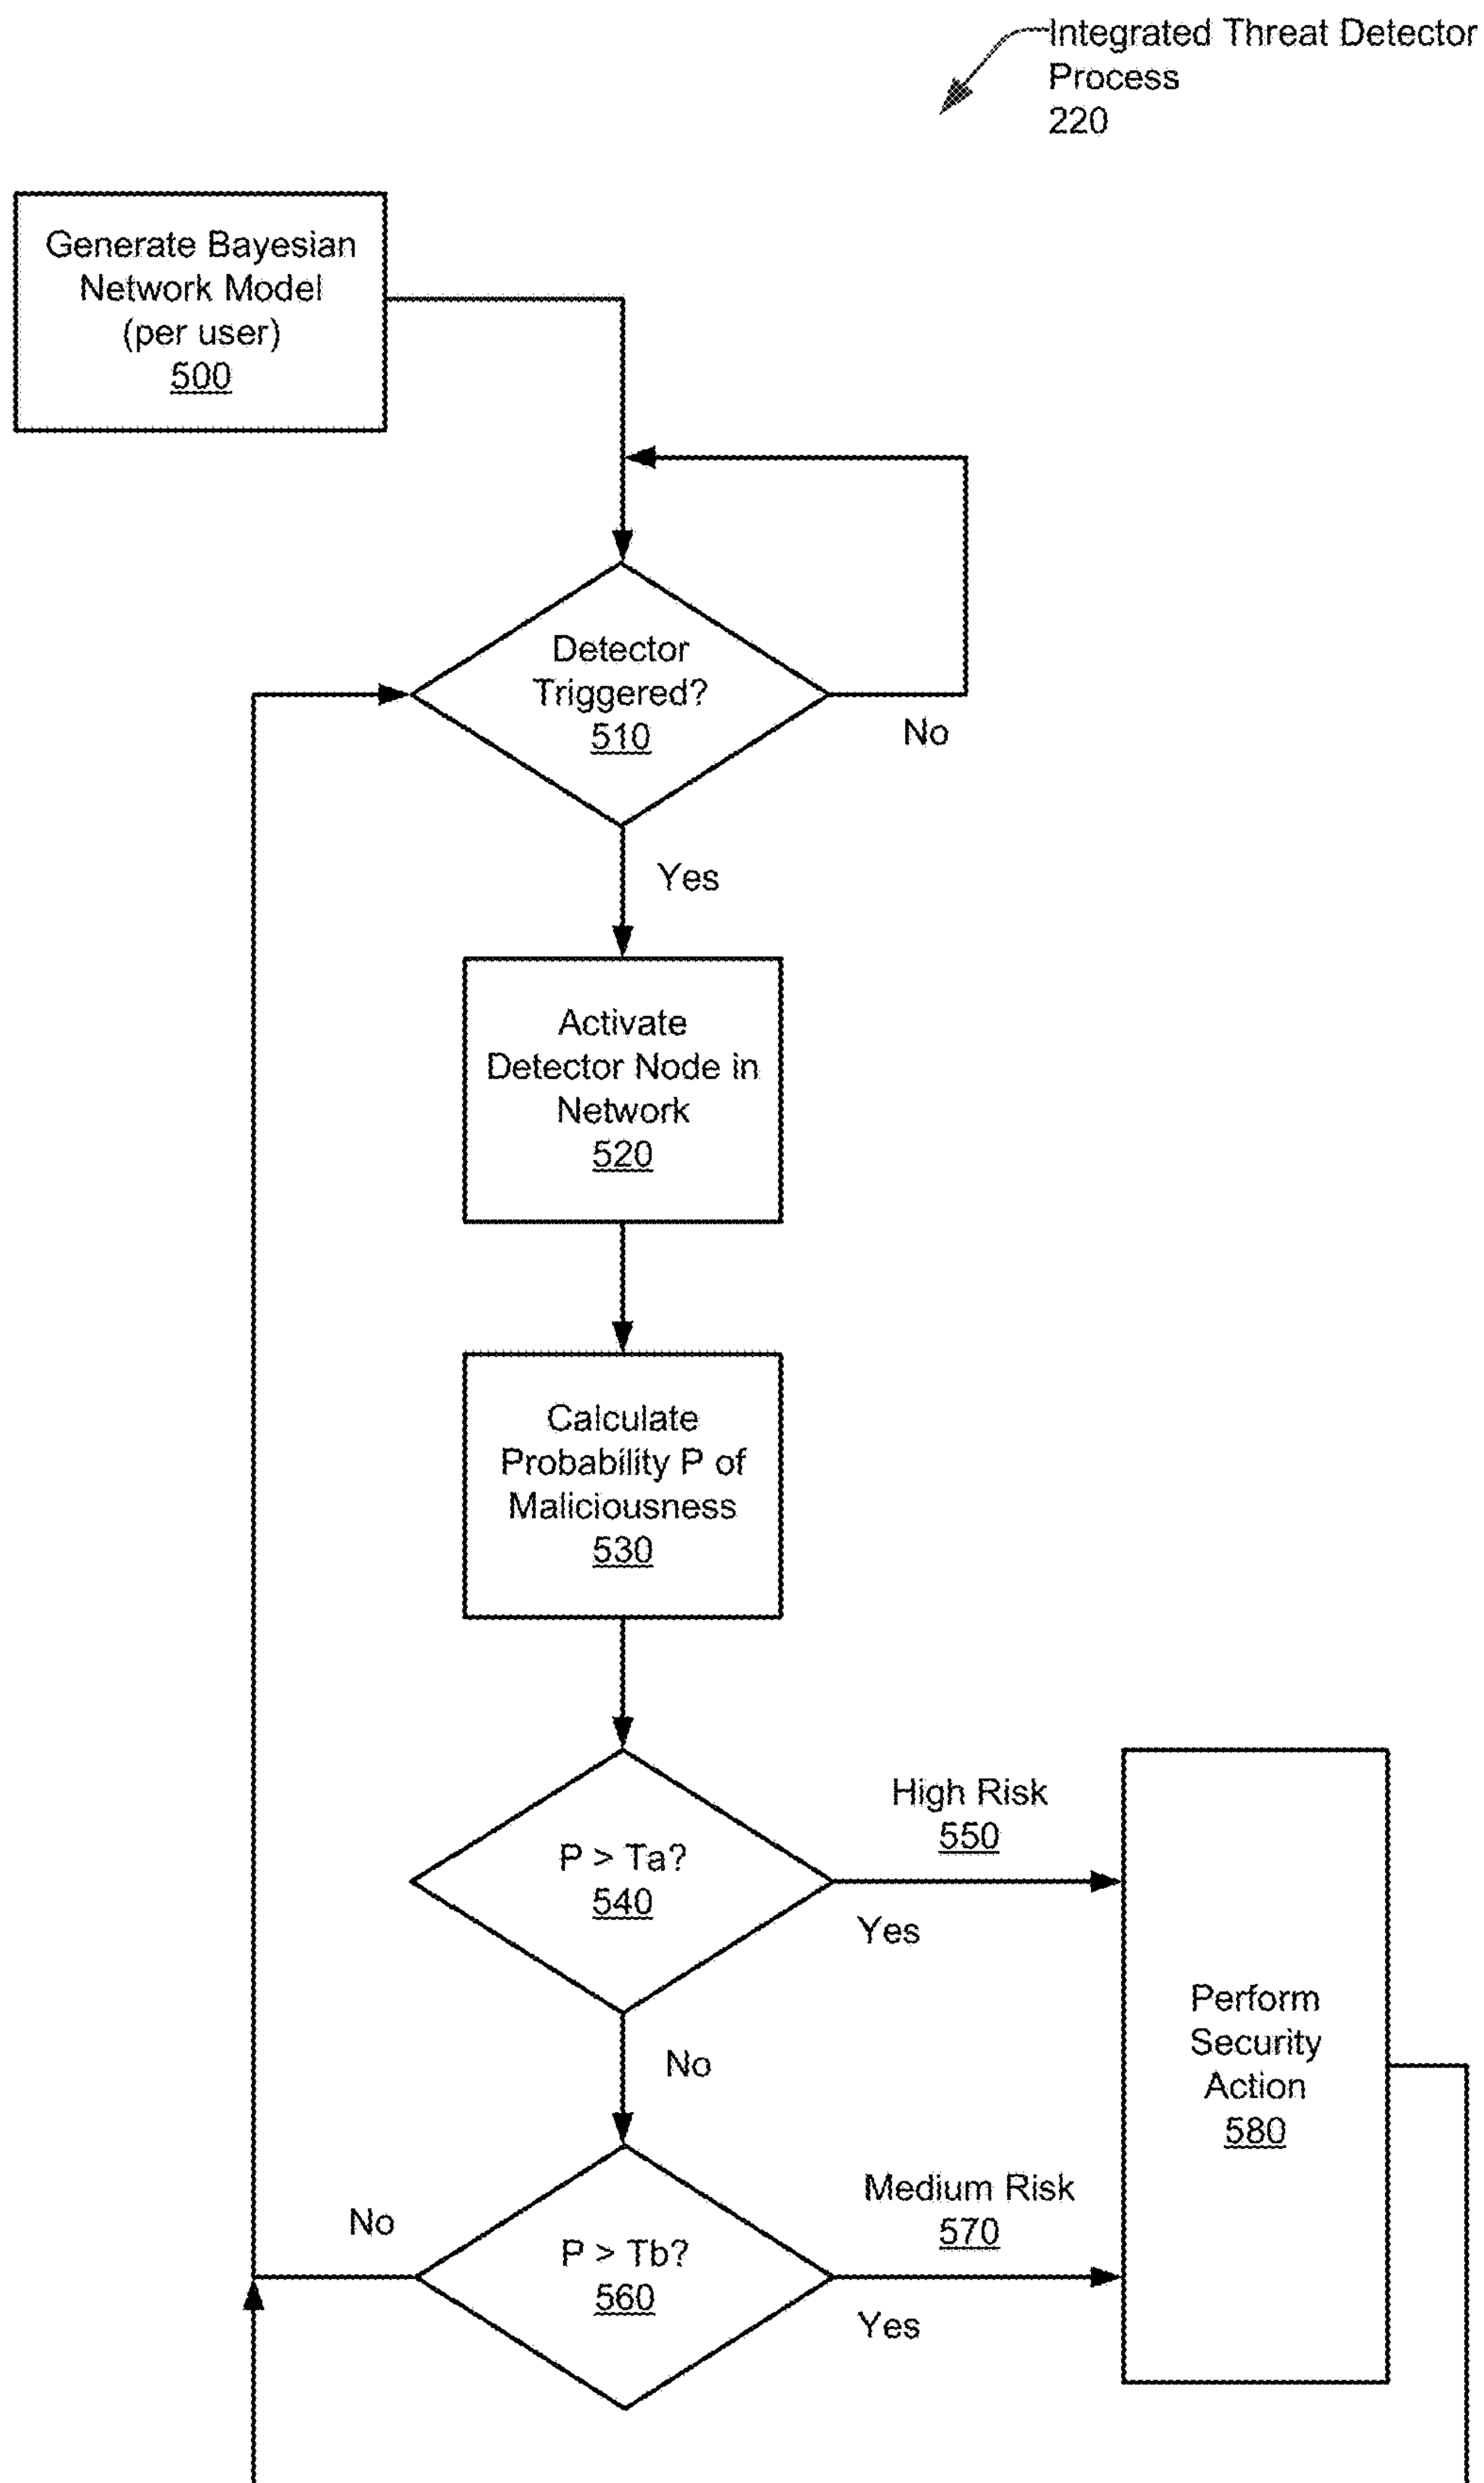 Integrated Threat Detector
Process
220
Generate Bayesian
Network Model
(per user)
500
Detector
Triggered?
510
No
Yes
Activate
Detector Node in
Network
520
Calculate
Probability P of
Maliciousness
530
P > Ta?
540
High Risk
550
Yes
No
Perform
Security
Action
580
P > Tb?
560
No
Medium Risk
570
Yes